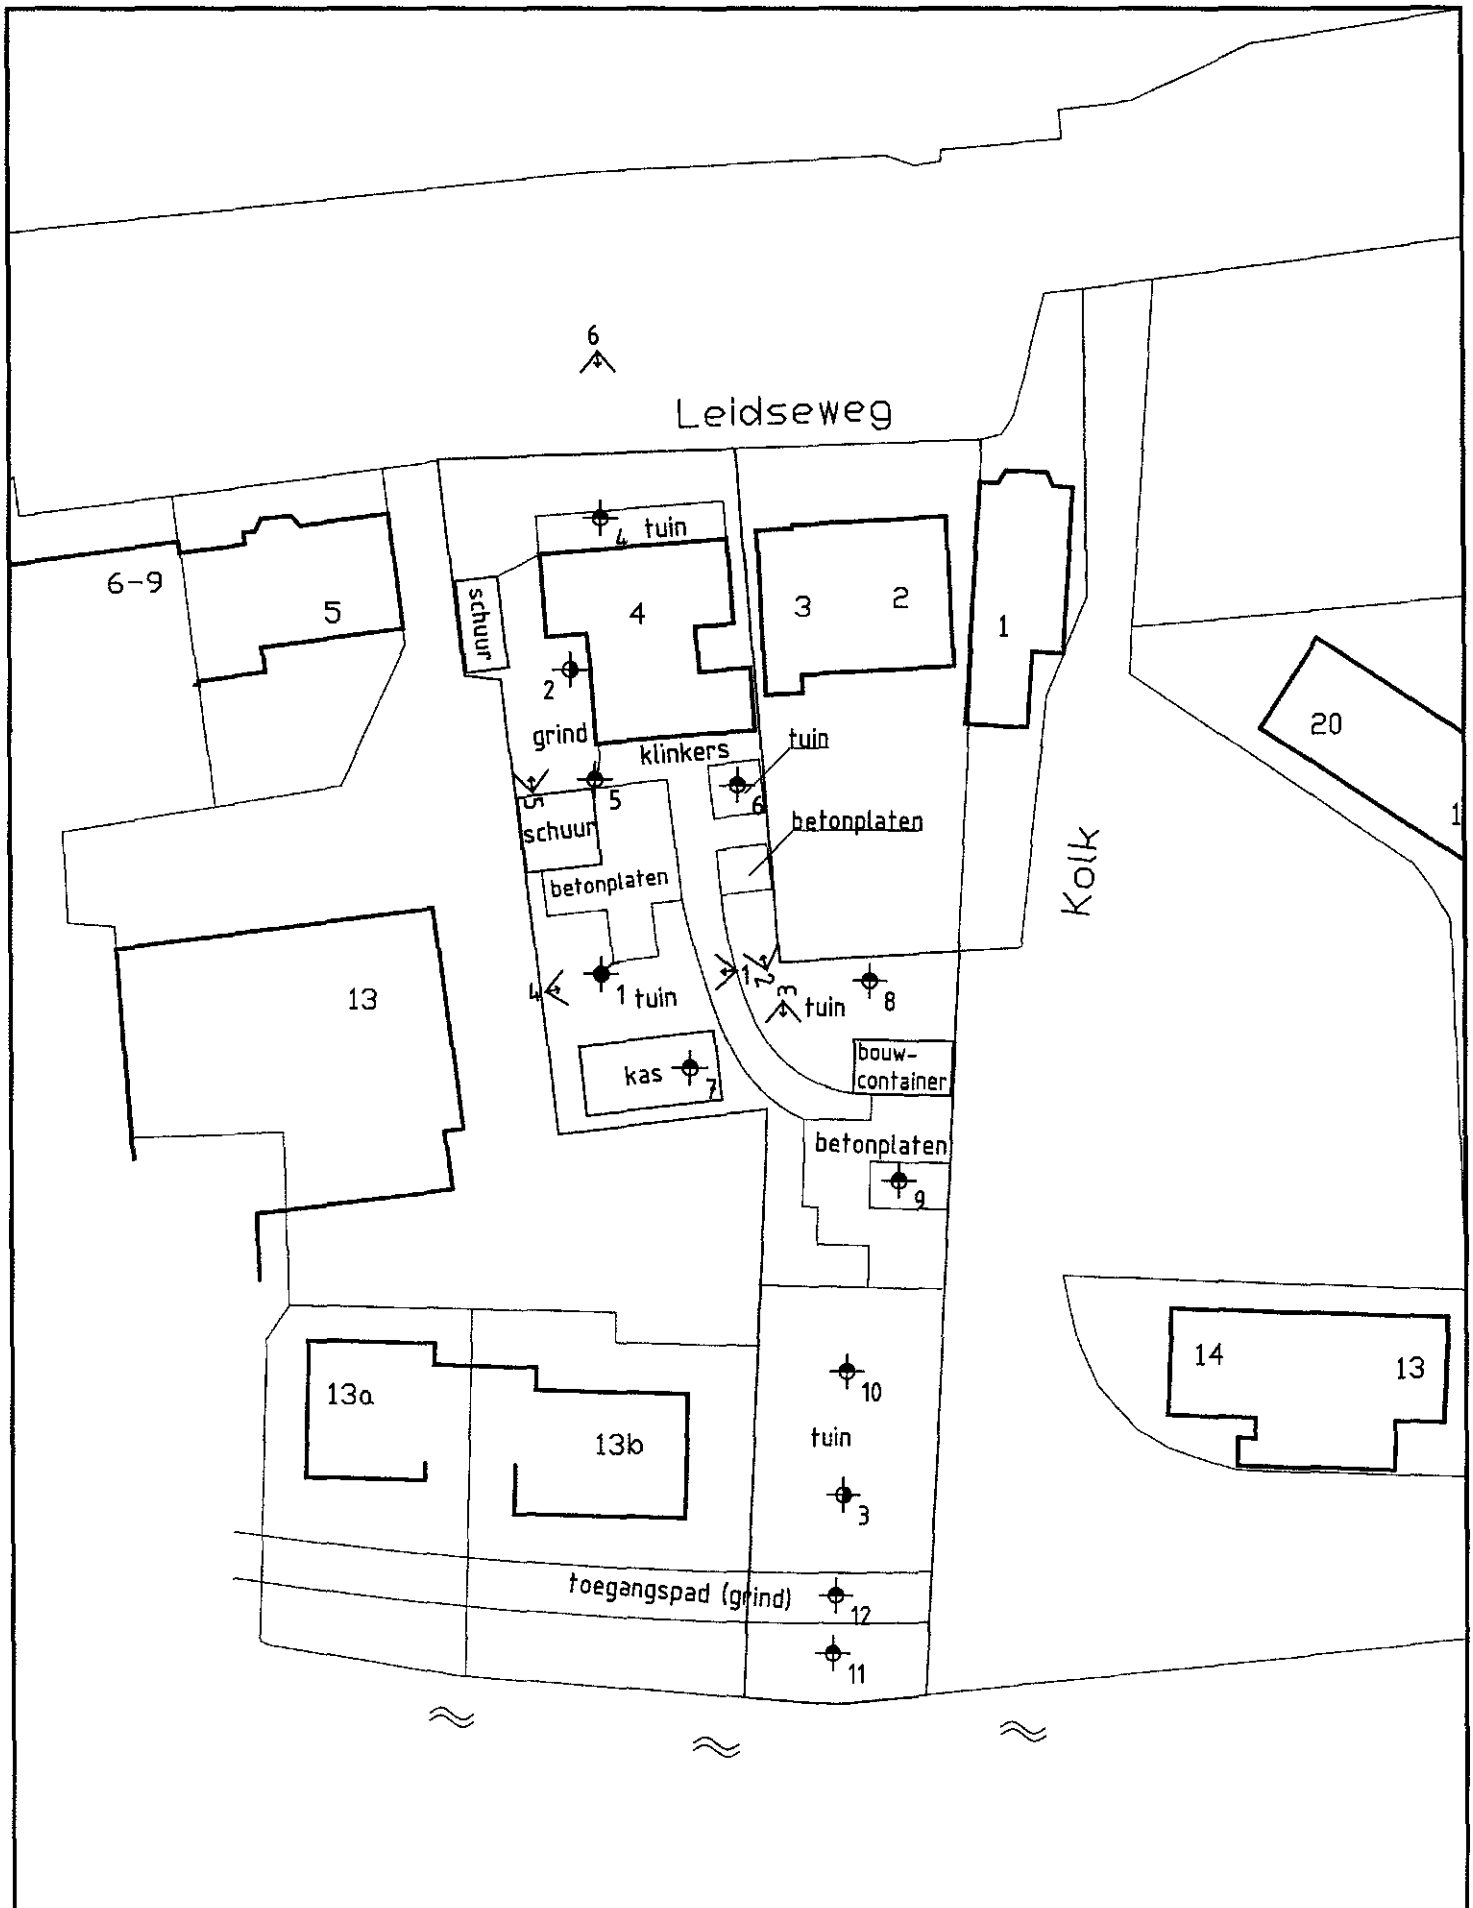 6
Leidseweg
4
tuin
6-9
5
schuur
4
3
2
1
2
20
grind
klinkers
tuin
5
5
6
1
schuur
betonplaten
betonplaten
Kolk
13
4
1
tuin
1
2
3
tuin
8
kas
7
bouw-
container
betonplaten
9
14
13
13a
10
13b
tuin
3
toegangspad (grind)
12
11